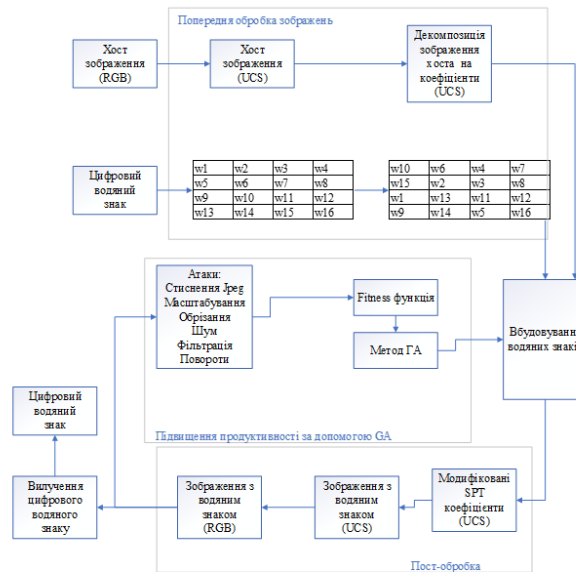 Попередня обробка зображень
Хост
зображення
(RGB)
Хост
зображення
(UCS)
Декомпозиція
зображення
хоста на
коефіцієнти
(UCS)
Цифровий
водяний
знак
w1 w2 w3 w4
w5 w6 w7 w8
w9 w10 w11 w12
w13 w14 w15 w16
w10 w6 w4 w7
w15 w2 w3 w8
w1 w13 w11 w12
w9 w14 w5 w16
Атаки:
Стиснення Jpeg
Масштабування
Обрізання
Шум
Фільтрація
Повороти
Fitness функція
Метод ГА
Вбудовуванн
водяних знакі
Підвищення продуктивності за допомогою GA
Цифровий
водяний
знак
Вилучення
цифрового
водяного
знаку
Зображення з
водяним
знаком
(RGB)
Зображення з
водяним
знаком
(UCS)
Модифіковані
SPT
коефіцієнти
(UCS)
Пост-обробка